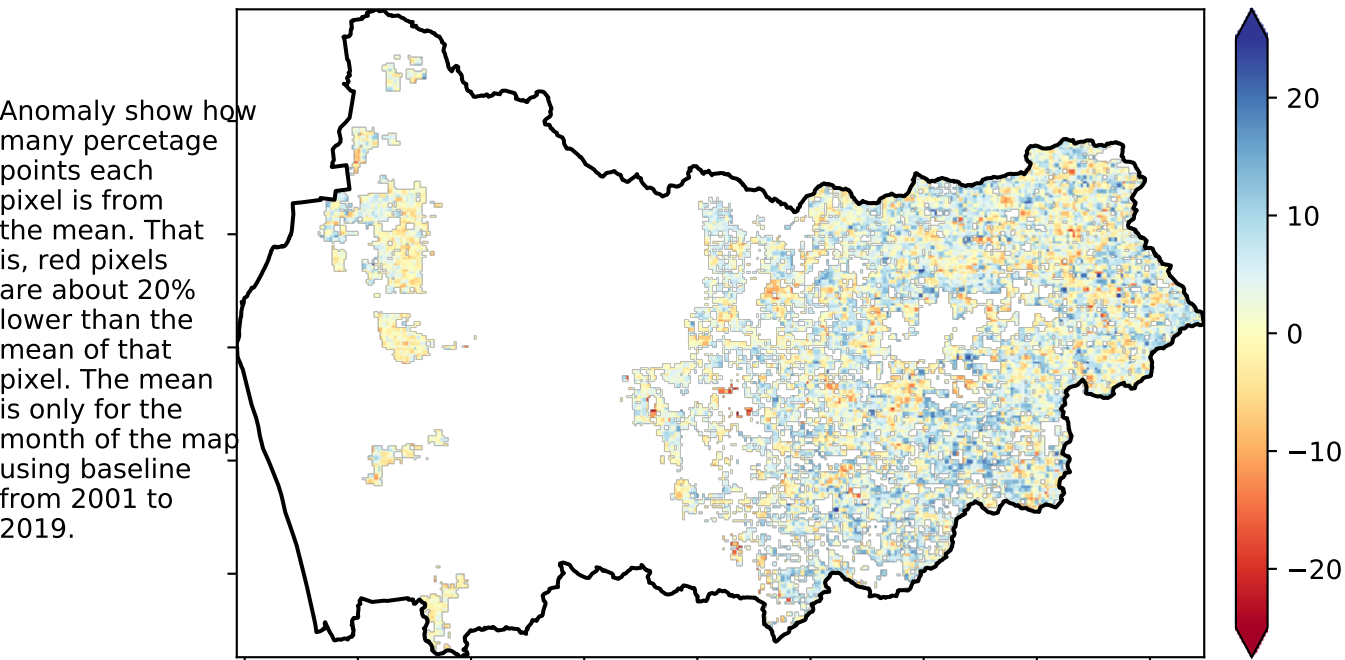 Anomaly show how
many percetage
points each
pixel is from
the mean. That
is, red pixels
are about 20%
lower than the
mean of that
pixel. The mean
is only for the
month of the map
using baseline
from 2001 to
2019.
20
10
0
−10
−20